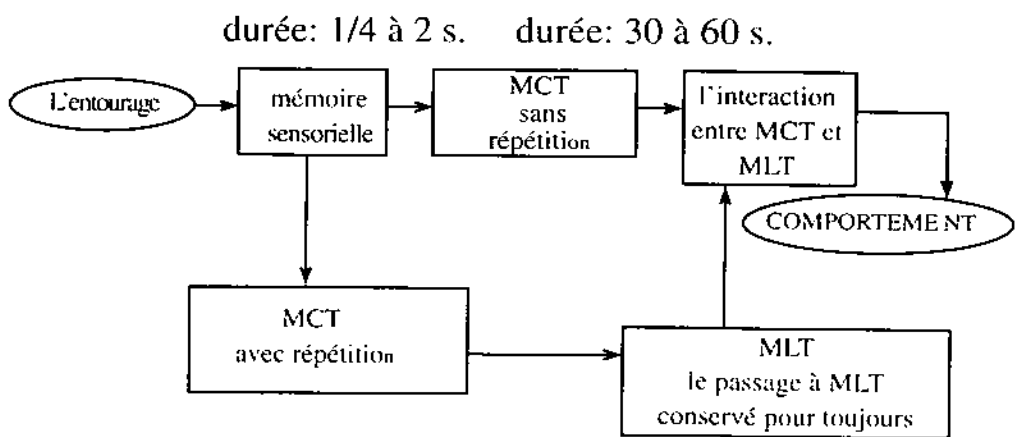 durée: 1/4 à 2 s. durée: 30 à 60 s.
L'entourage
mémoire
sensorielle
MCT
sans
répétition
l'interaction
entre MCT et
MLT
COMPORTEMENT
MCT
avec répétition
MLT
le passage à MLT
conservé pour toujours